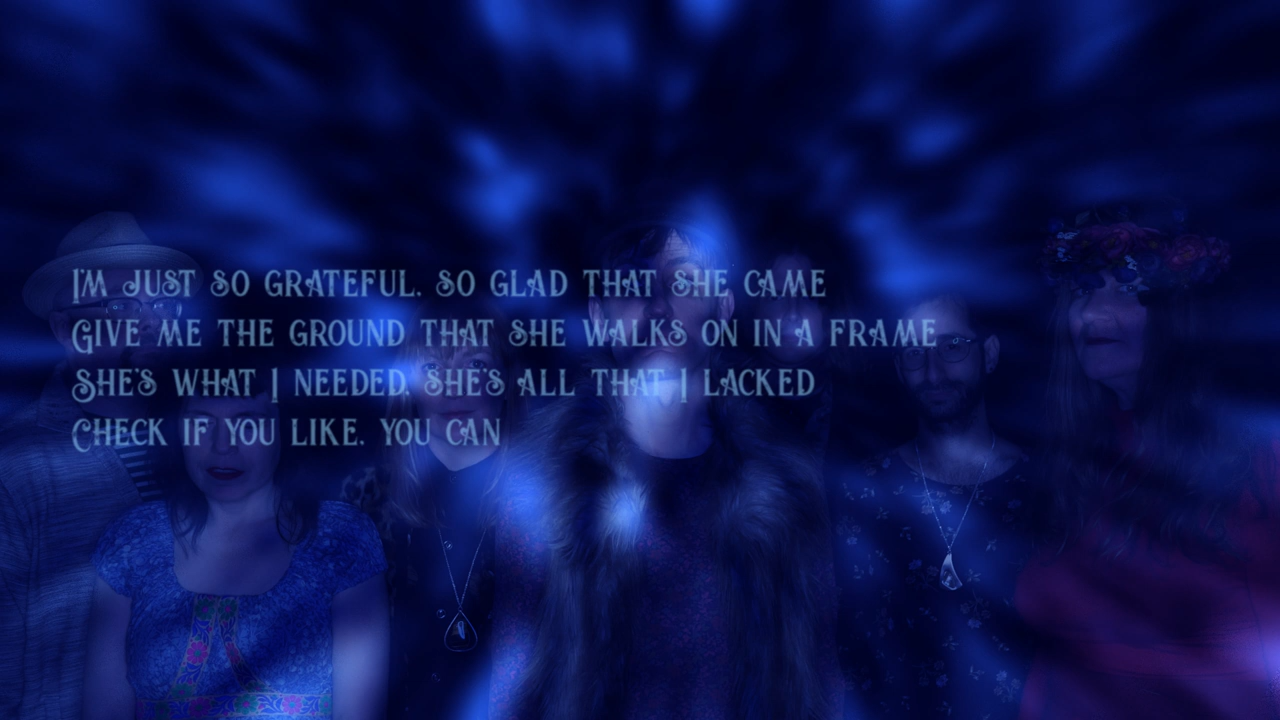 I'm just so grateful. So glad that she came
Give me the ground that she walks on in a frame
She's what I needed. She's all that I lacked
Check if you like. You can